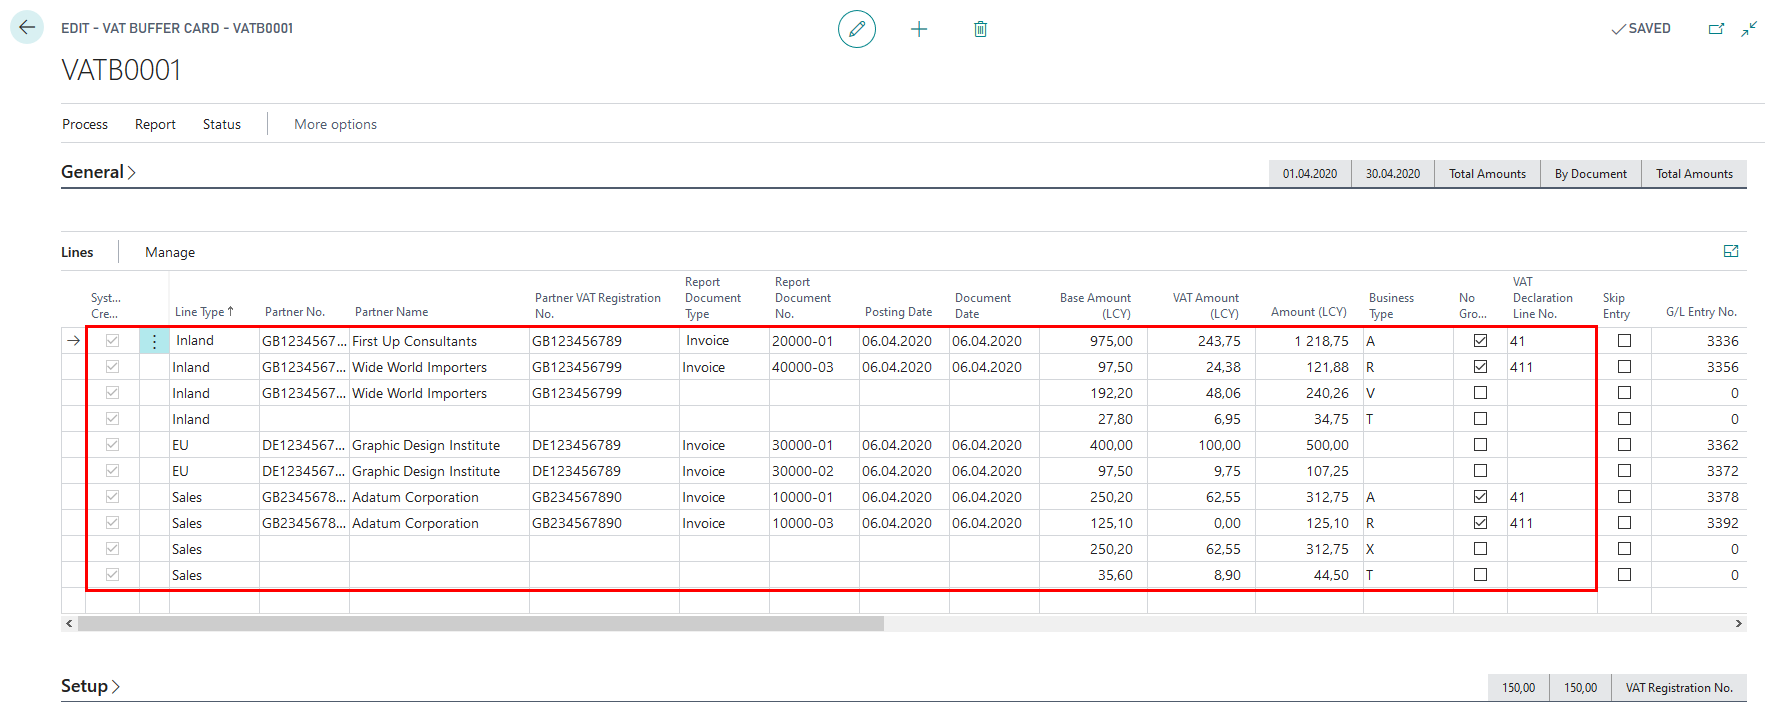 EDIT - VAT BUFFER CARD - VATB0001
SAVED
VATB0001
Process Report Status More options
General 01.04.2020 30.04.2020 Total Amounts By Document Total Amounts
Lines Manage
Syst... Cre... Line Type ↑ Partner No. Partner Name Partner VAT Registration No. Report Document Type Report Document No. Posting Date Document Date Base Amount (LCY) VAT Amount (LCY) Amount (LCY) Business Type No Gro... VAT Declaration Line No. Skip Entry G/L Entry No.
Inland GB1234567... First Up Consultants GB123456789 Invoice 20000-01 06.04.2020 06.04.2020 975,00 243,75 1 218,75 A 41 3336
Inland GB1234567... Wide World Importers GB123456799 Invoice 40000-03 06.04.2020 06.04.2020 97,50 24,38 121,88 R 411 3356
Inland GB1234567... Wide World Importers GB123456799 192,20 48,06 240,26 V 0
Inland 27,80 6,95 34,75 T 0
EU DE1234567... Graphic Design Institute DE123456789 Invoice 30000-01 06.04.2020 06.04.2020 400,00 100,00 500,00 3362
EU DE1234567... Graphic Design Institute DE123456789 Invoice 30000-02 06.04.2020 06.04.2020 97,50 9,75 107,25 3372
Sales GB2345678... Adatum Corporation GB234567890 Invoice 10000-01 06.04.2020 06.04.2020 250,20 62,55 312,75 A 41 3378
Sales GB2345678... Adatum Corporation GB234567890 Invoice 10000-03 06.04.2020 06.04.2020 125,10 0,00 125,10 R 411 3392
Sales 250,20 62,55 312,75 X 0
Sales 35,60 8,90 44,50 T 0
Setup 150,00 150,00 VAT Registration No.